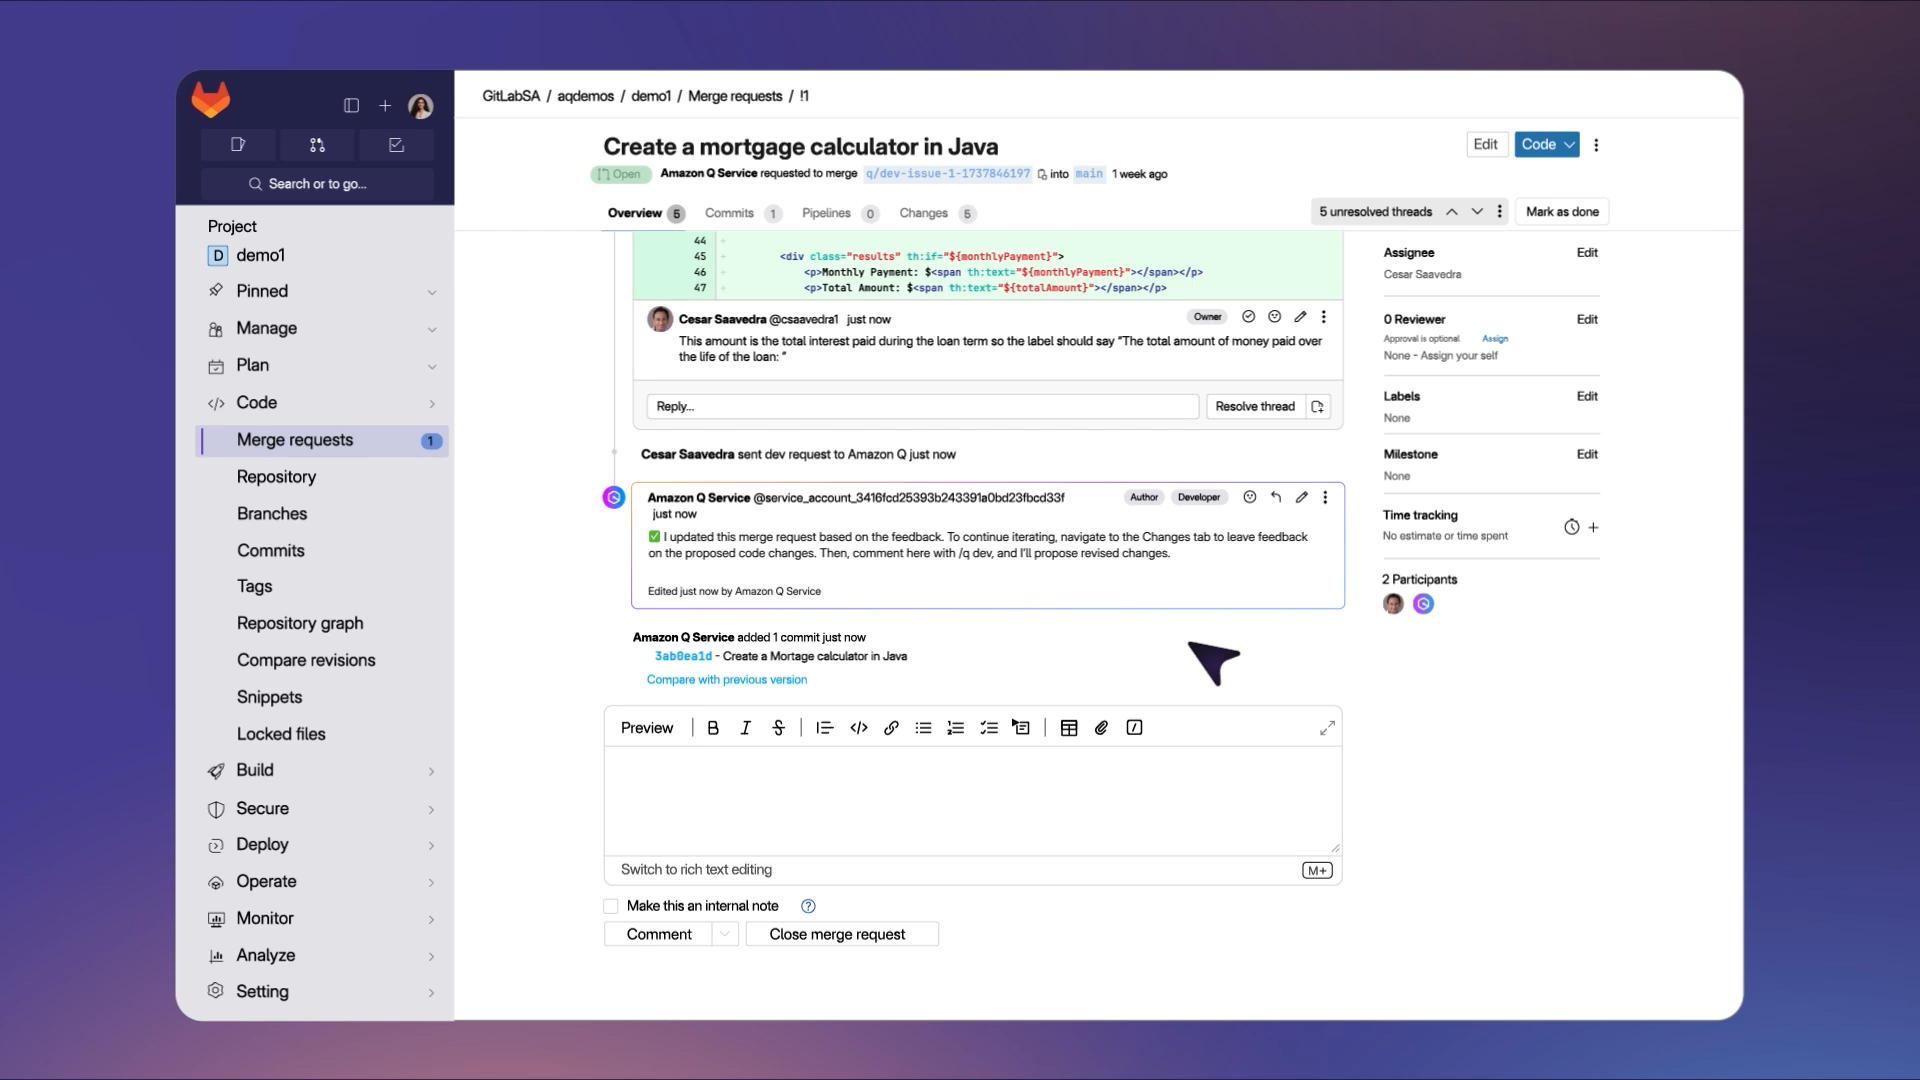 GitLabSA / aqdemos / demo1 / Merge requests / !1
Search or to go...
Project
D demo1
Pinned
Manage
Plan
Code
Merge requests 1
Repository
Branches
Commits
Tags
Repository graph
Compare revisions
Snippets
Locked files
Build
Secure
Deploy
Operate
Monitor
Analyze
Setting
Create a mortgage calculator in Java
Edit Code
Open Amazon Q Service requested to merge q/dev-issue-1-1737846197 into main 1 week ago
Overview 5 Commits 1 Pipelines 0 Changes 5
5 unresolved threads Mark as done
44 +
45 + <div class="results" th:if="${monthlyPayment}">
46 + <p>Monthly Payment: $<span th:text="${monthlyPayment}"></span></p>
47 + <p>Total Amount: $<span th:text="${totalAmount}"></span></p>
Cesar Saavedra @csaavedra1 just now Owner
This amount is the total interest paid during the loan term so the label should say “The total amount of money paid over
the life of the loan: ”
Reply... Resolve thread
Cesar Saavedra sent dev request to Amazon Q just now
Amazon Q Service @service_account_3416fcd25393b243391a0bd23fbcd33f Author Developer
just now
✅ I updated this merge request based on the feedback. To continue iterating, navigate to the Changes tab to leave feedback
on the proposed code changes. Then, comment here with /q dev, and I’ll propose revised changes.
Edited just now by Amazon Q Service
Amazon Q Service added 1 commit just now
3ab0ea1d - Create a Mortage calculator in Java
Compare with previous version
Preview B I S
Switch to rich text editing M+
Make this an internal note ?
Comment Close merge request
Assignee Edit
Cesar Saavedra
0 Reviewer Edit
Approval is optional Assign
None - Assign your self
Labels Edit
None
Milestone Edit
None
Time tracking
No estimate or time spent
2 Participants